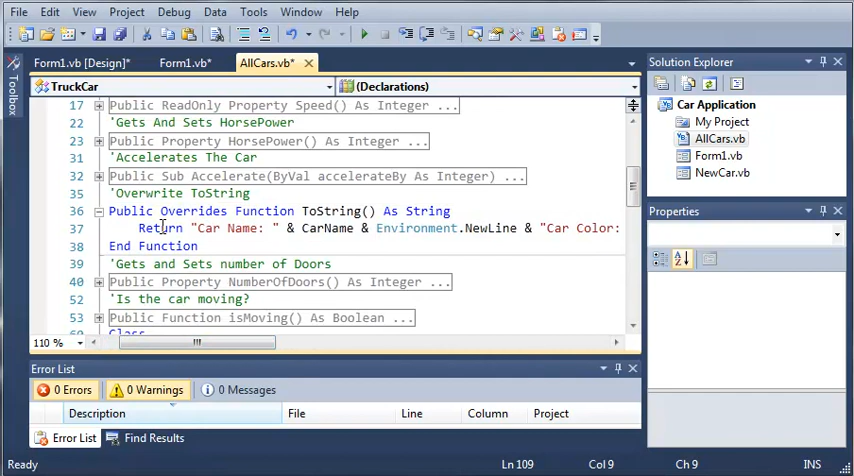 File Edit View Project Debug Data Tools Window Help
Form1.vb [Design]* Form1.vb* AllCars.vb*
TruckCar (Declarations)
Toolbox
17 Public ReadOnly Property Speed() As Integer ...
22 'Gets And Sets HorsePower
23 Public Property HorsePower() As Integer ...
31 'Accelerates The Car
32 Public Sub Accelerate(ByVal accelerateBy As Integer) ...
35 'Overwrite ToString
36 Public Overrides Function ToString() As String
37 Return "Car Name: " & CarName & Environment.NewLine & "Car Color:
38 End Function
39 'Gets and Sets number of Doors
40 Public Property NumberOfDoors() As Integer ...
52 'Is the car moving?
53 Public Function isMoving() As Boolean ...
Class
110 %
Solution Explorer
Car Application
My Project
AllCars.vb
Form1.vb
NewCar.vb
Properties
Error List
0 Errors 0 Warnings 0 Messages
Description File Line Column Project
Error List Find Results
Ready Ln 109 Col 9 Ch 9 INS